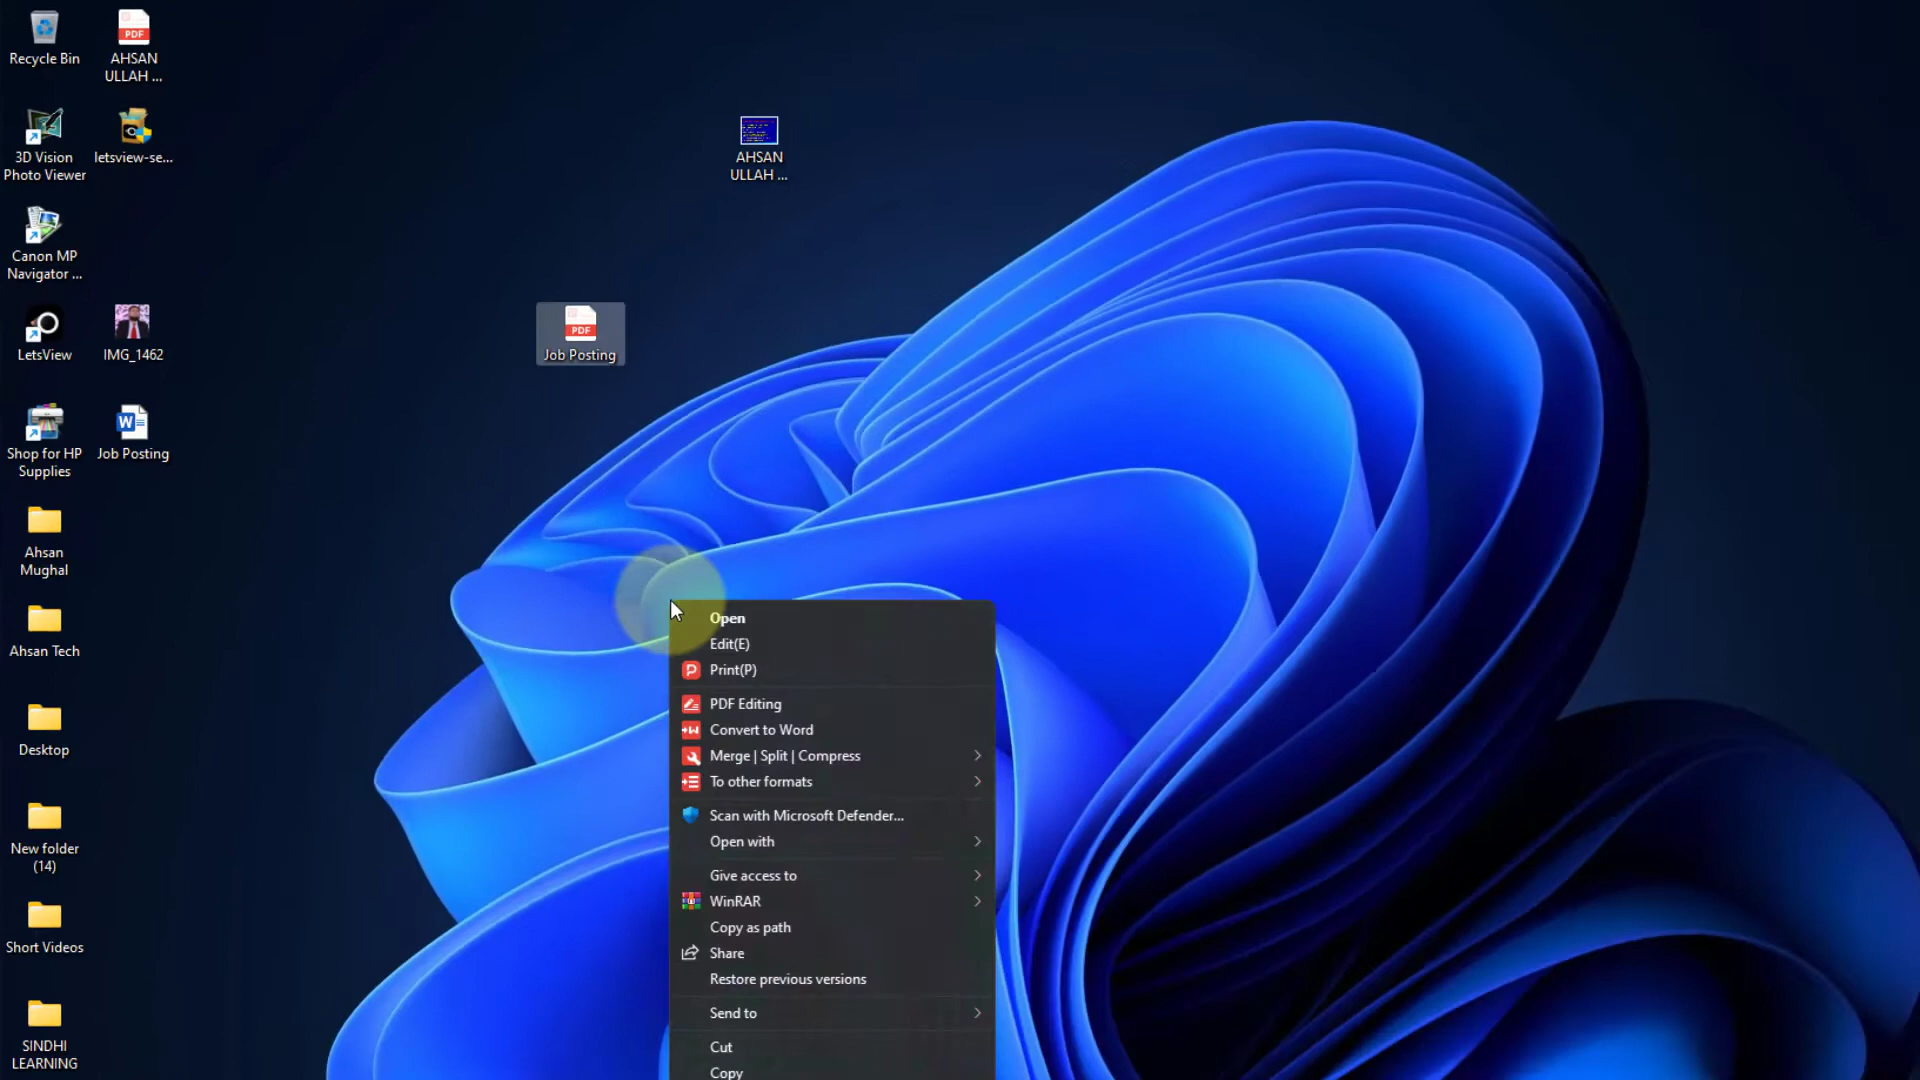 Recycle Bin
PDF
AHSAN
ULLAH ...
3D Vision
Photo Viewer
letsview-se...
AHSAN
ULLAH ...
Canon MP
Navigator ...
LetsView
IMG_1462
PDF
Job Posting
Shop for HP
Supplies
W
Job Posting
Ahsan
Mughal
Ahsan Tech
Desktop
New folder
(14)
Short Videos
SINDHI
LEARNING
Open
Edit(E)
Print(P)
PDF Editing
Convert to Word
Merge | Split | Compress
To other formats
Scan with Microsoft Defender...
Open with
Give access to
WinRAR
Copy as path
Share
Restore previous versions
Send to
Cut
Copy